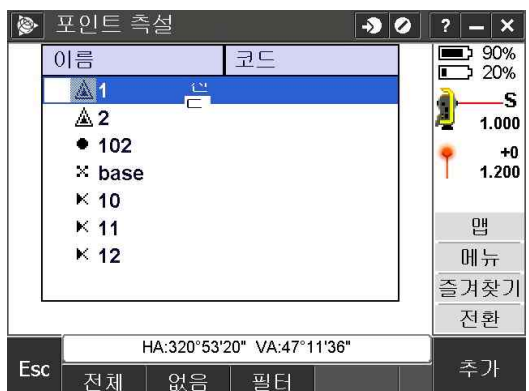 포인트 측설
? – X
이름 코드
90%
20%
1
2
102
base
10
11
12
S
1.000
+0
1.200
맵
메뉴
즐겨찾기
전환
HA:320°53'20" VA:47°11'36"
Esc 전체 없음 필터 추가